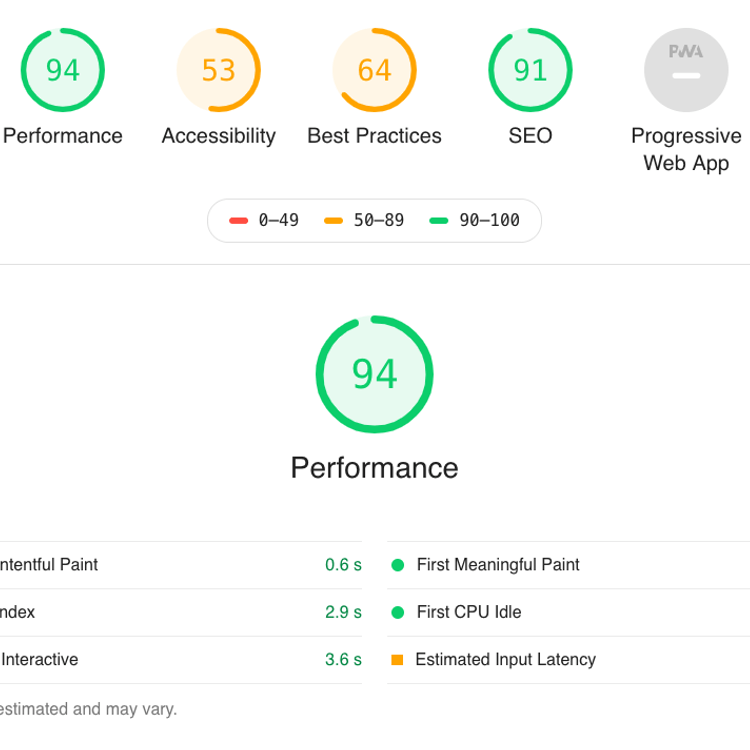 94 53 64 91 PWA
Performance Accessibility Best Practices SEO Progressive
Web App
0–49 50–89 90–100
94
Performance
ntentful Paint 0.6 s First Meaningful Paint
ndex 2.9 s First CPU Idle
Interactive 3.6 s Estimated Input Latency
estimated and may vary.